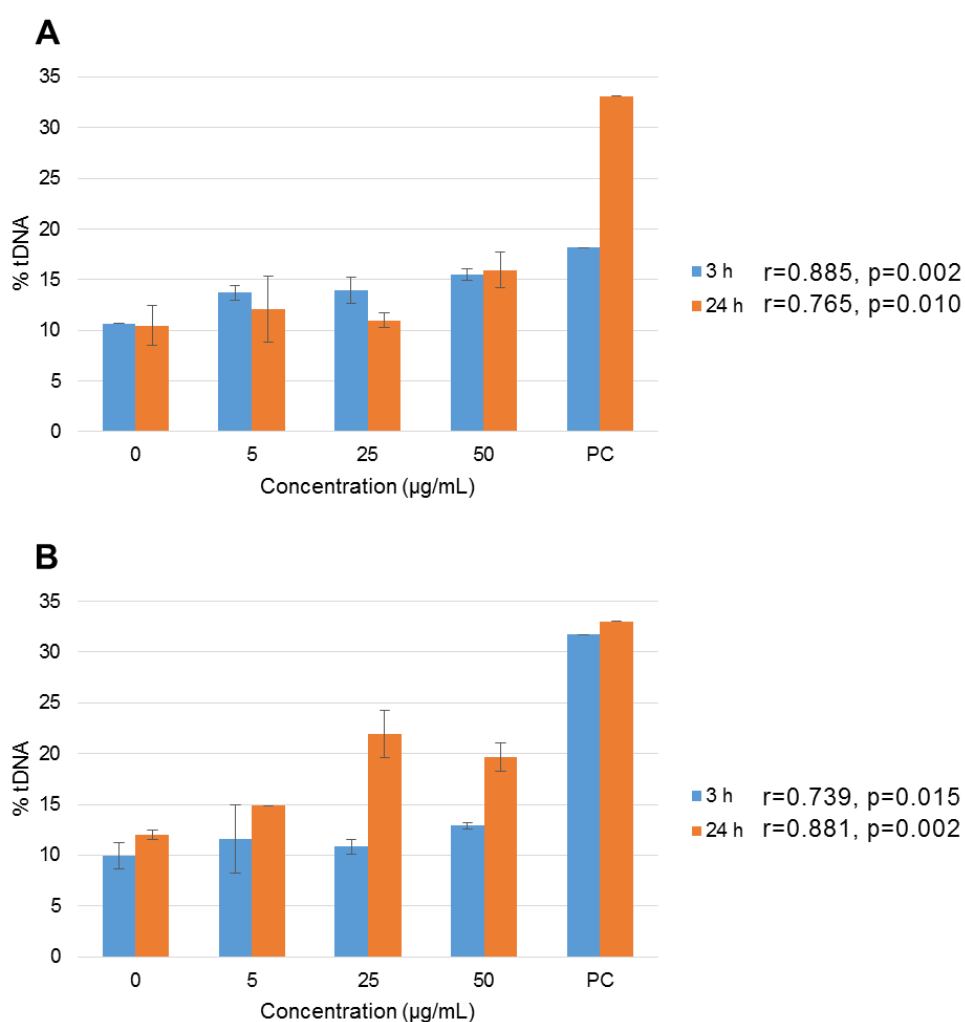 A
35
30
25
20
15
10
5
0
% tDNA
0 5 25 50 PC
Concentration (µg/mL)
3 h r=0.885, p=0.002
24 h r=0.765, p=0.010
B
35
30
25
20
15
10
5
0
% tDNA
0 5 25 50 PC
Concentration (µg/mL)
3 h r=0.739, p=0.015
24 h r=0.881, p=0.002